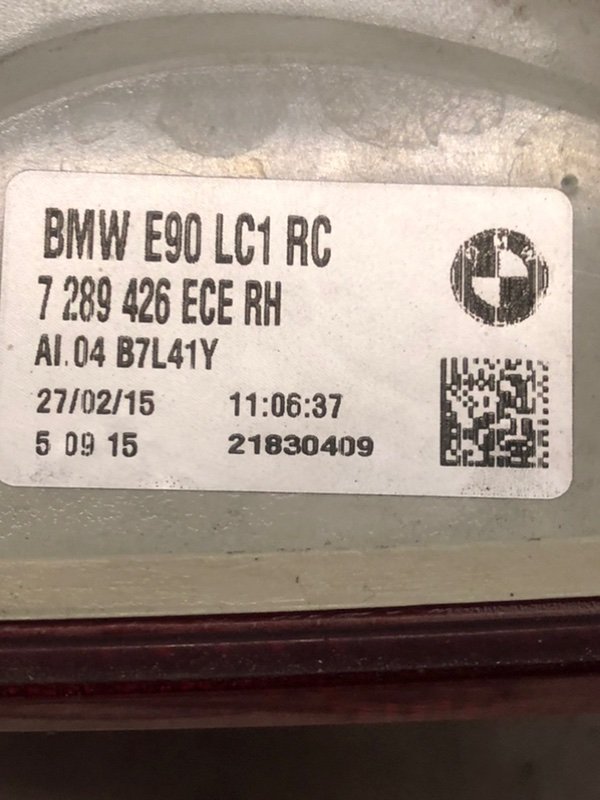 BMW E90 LC1 RC
7 289 426 ECE RH
AI.04 B7L41Y
27/02/15 11:06:37
5 09 15 21830409
BMW